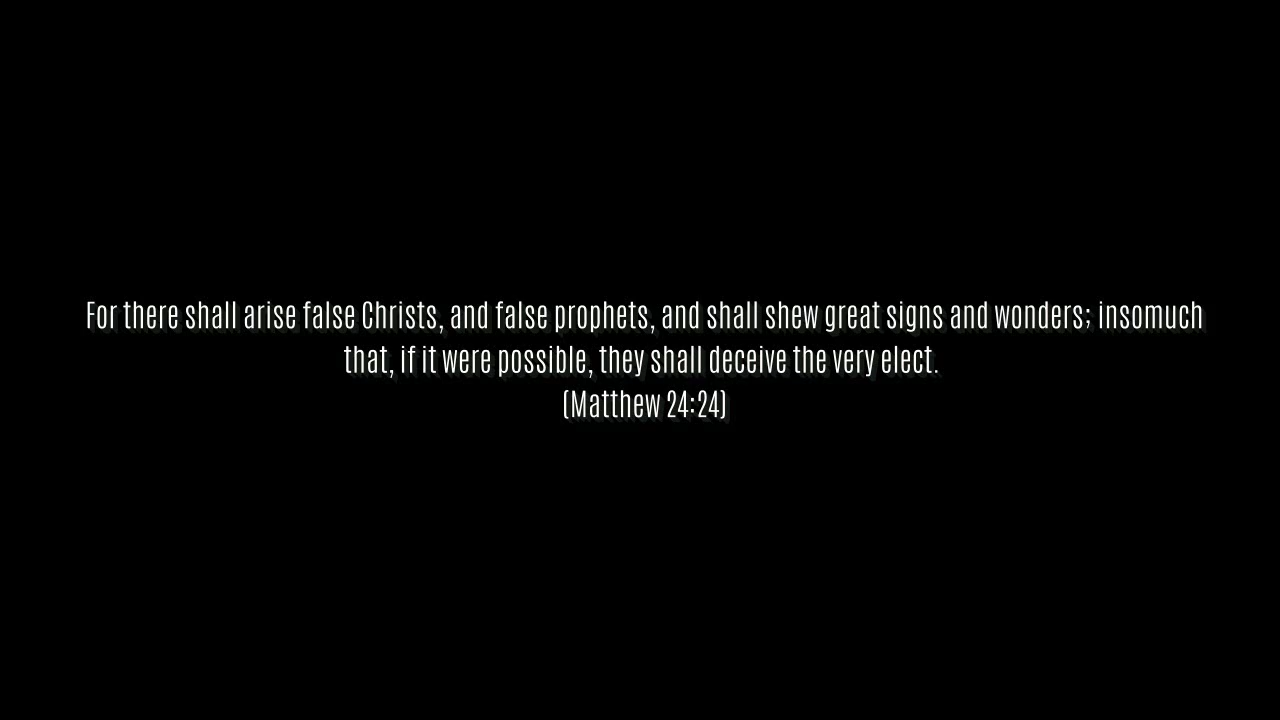 For there shall arise false Christs, and false prophets, and shall shew great signs and wonders; insomuch
that, if it were possible, they shall deceive the very elect.
(Matthew 24:24)